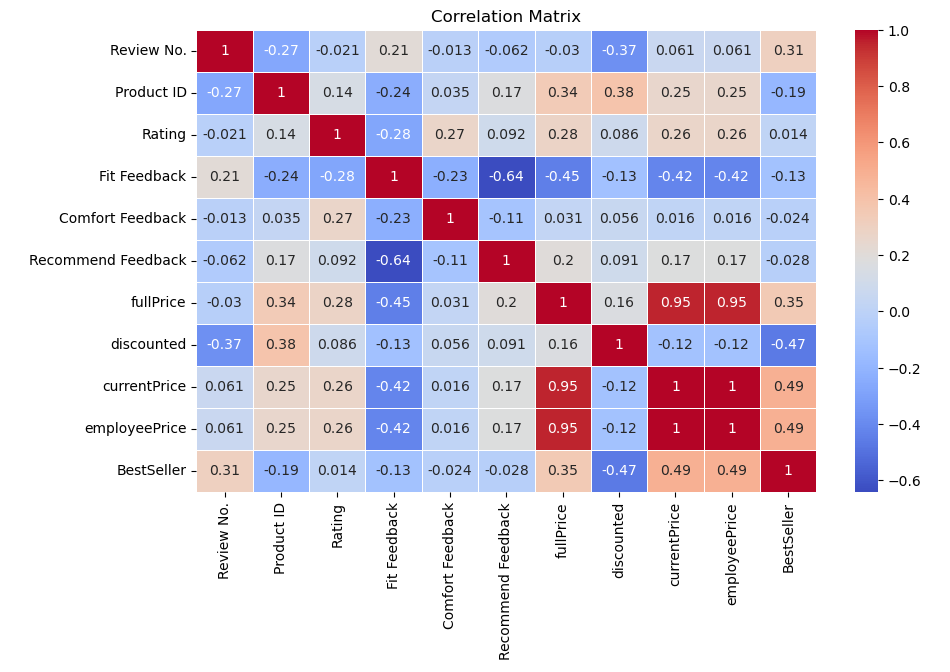 Correlation Matrix
Review No. 1 -0.27 -0.021 0.21 -0.013 -0.062 -0.03 -0.37 0.061 0.061 0.31
Product ID -0.27 1 0.14 -0.24 0.035 0.17 0.34 0.38 0.25 0.25 -0.19
Rating -0.021 0.14 1 -0.28 0.27 0.092 0.28 0.086 0.26 0.26 0.014
Fit Feedback 0.21 -0.24 -0.28 1 -0.23 -0.64 -0.45 -0.13 -0.42 -0.42 -0.13
Comfort Feedback -0.013 0.035 0.27 -0.23 1 -0.11 0.031 0.056 0.016 0.016 -0.024
Recommend Feedback -0.062 0.17 0.092 -0.64 -0.11 1 0.2 0.091 0.17 0.17 -0.028
fullPrice -0.03 0.34 0.28 -0.45 0.031 0.2 1 0.16 0.95 0.95 0.35
discounted -0.37 0.38 0.086 -0.13 0.056 0.091 0.16 1 -0.12 -0.12 -0.47
currentPrice 0.061 0.25 0.26 -0.42 0.016 0.17 0.95 -0.12 1 1 0.49
employeePrice 0.061 0.25 0.26 -0.42 0.016 0.17 0.95 -0.12 1 1 0.49
BestSeller 0.31 -0.19 0.014 -0.13 -0.024 -0.028 0.35 -0.47 0.49 0.49 1
Review No.
Product ID
Rating
Fit Feedback
Comfort Feedback
Recommend Feedback
fullPrice
discounted
currentPrice
employeePrice
BestSeller
1.0
0.8
0.6
0.4
0.2
0.0
−0.2
−0.4
−0.6